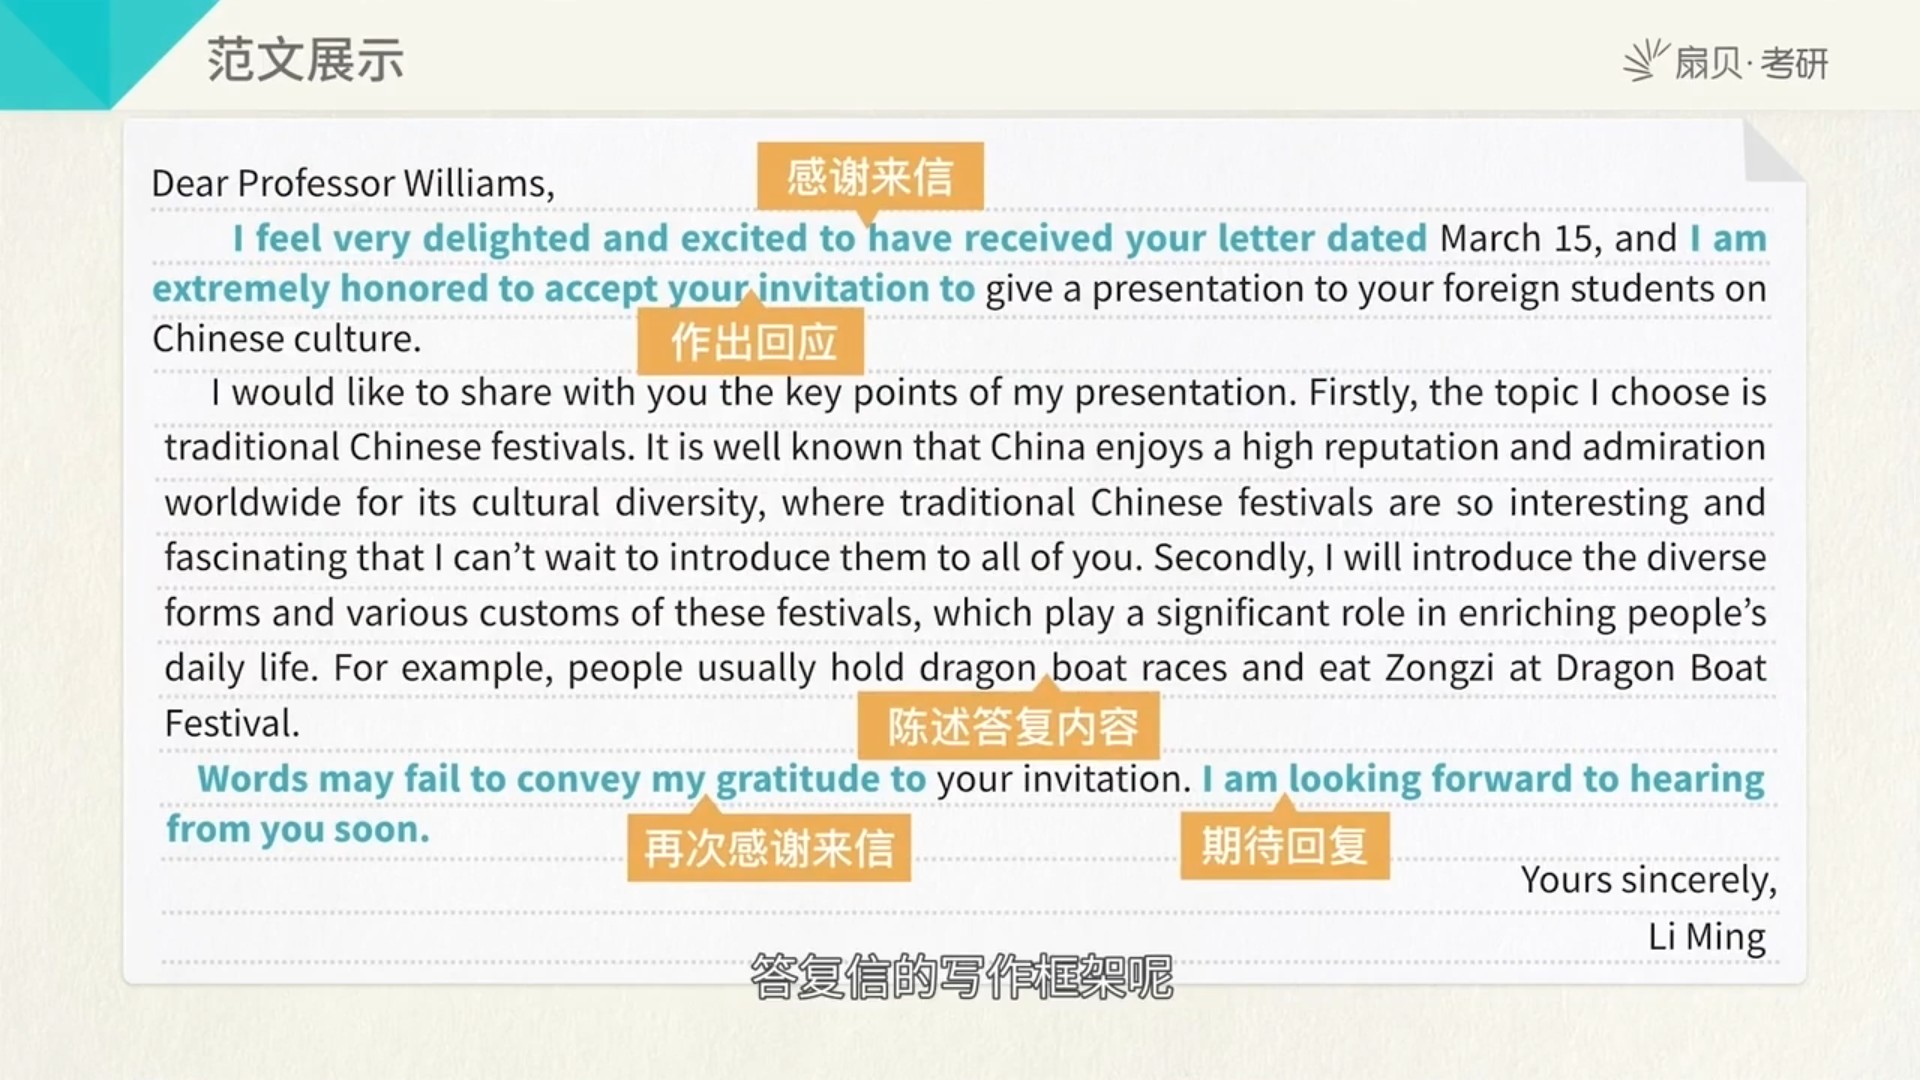 范文展示
扇贝·考研
Dear Professor Williams,
感谢来信
I feel very delighted and excited to have received your letter dated March 15, and I am
extremely honored to accept your invitation to give a presentation to your foreign students on
Chinese culture.
作出回应
I would like to share with you the key points of my presentation. Firstly, the topic I choose is
traditional Chinese festivals. It is well known that China enjoys a high reputation and admiration
worldwide for its cultural diversity, where traditional Chinese festivals are so interesting and
fascinating that I can’t wait to introduce them to all of you. Secondly, I will introduce the diverse
forms and various customs of these festivals, which play a significant role in enriching people’s
daily life. For example, people usually hold dragon boat races and eat Zongzi at Dragon Boat
Festival.
陈述答复内容
Words may fail to convey my gratitude to your invitation. I am looking forward to hearing
from you soon.
再次感谢来信
期待回复
Yours sincerely,
Li Ming
答复信的写作框架呢